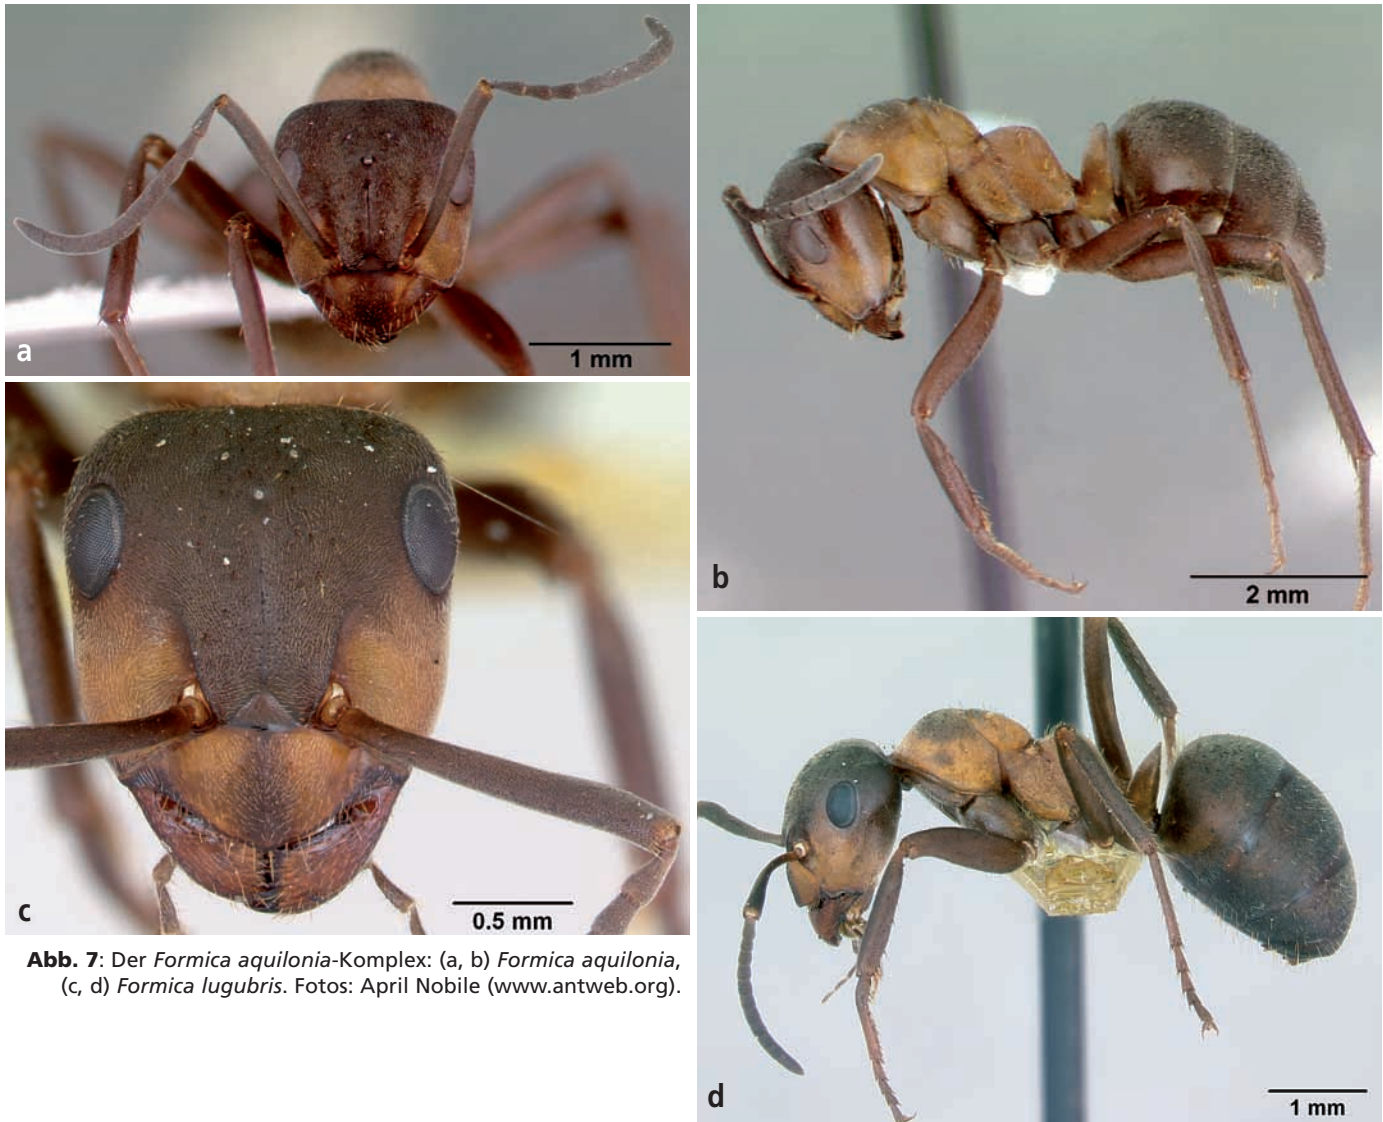 a
1 mm
b
2 mm
c
0.5 mm
d
1 mm
Abb. 7: Der Formica aquilonia-Komplex: (a, b) Formica aquilonia,
(c, d) Formica lugubris. Fotos: April Nobile (www.antweb.org).